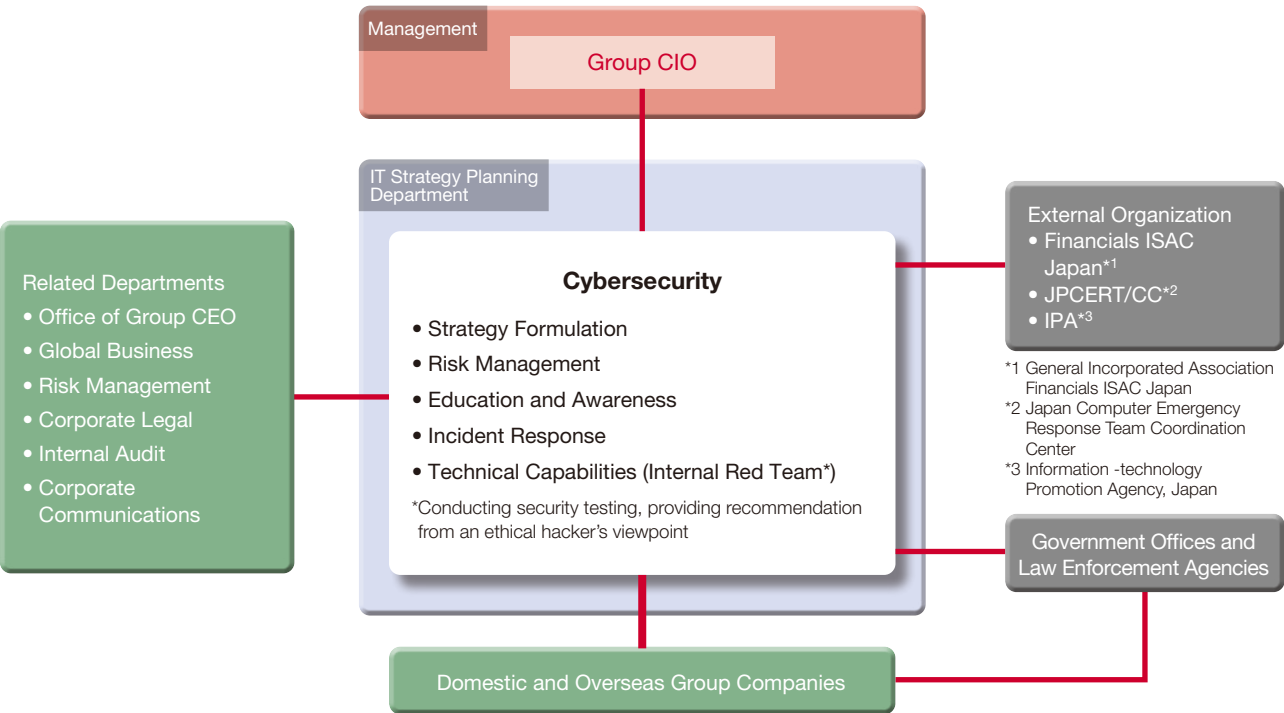 Management
Group CIO
IT Strategy Planning
Department
Cybersecurity
• Strategy Formulation
• Risk Management
• Education and Awareness
• Incident Response
• Technical Capabilities (Internal Red Team*)
*Conducting security testing, providing recommendation
from an ethical hacker's viewpoint
Related Departments
• Office of Group CEO
• Global Business
• Risk Management
• Corporate Legal
• Internal Audit
• Corporate
Communications
External Organization
• Financials ISAC
Japan*1
• JPCERT/CC*2
• IPA*3
*1 General Incorporated Association
Financials ISAC Japan
*2 Japan Computer Emergency
Response Team Coordination
Center
*3 Information -technology
Promotion Agency, Japan
Government Offices and
Law Enforcement Agencies
Domestic and Overseas Group Companies